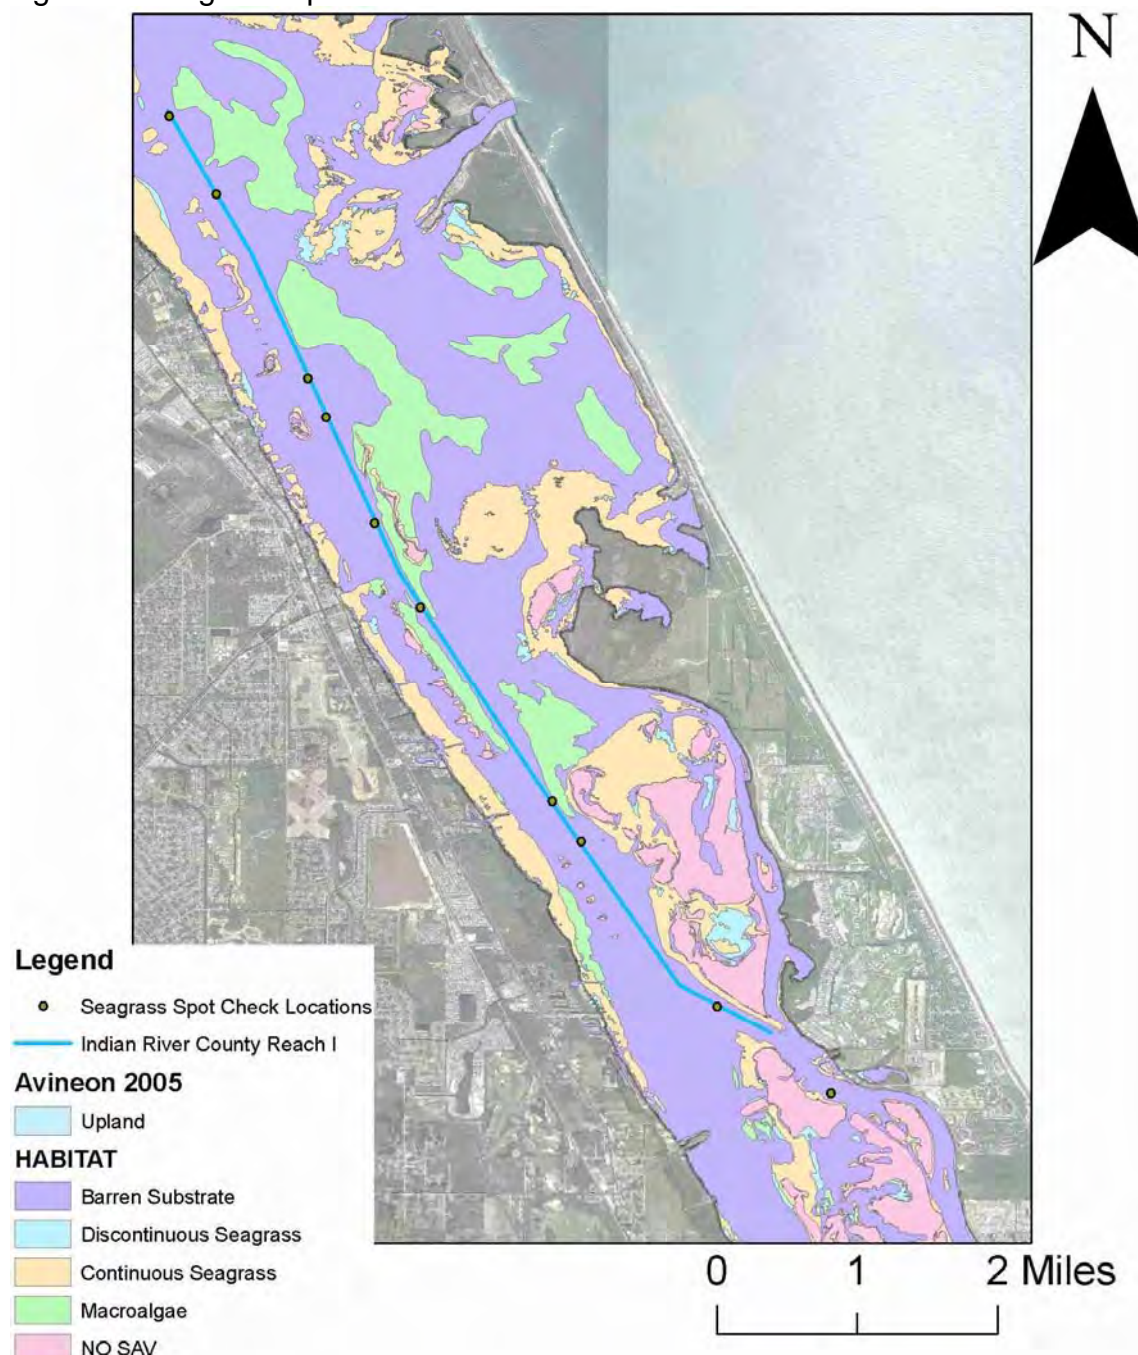 N
Legend
Seagrass Spot Check Locations
Indian River County Reach I
Avineon 2005
Upland
HABITAT
Barren Substrate
Discontinuous Seagrass
Continuous Seagrass
Macroalgae
NO SAV
0 1 2 Miles